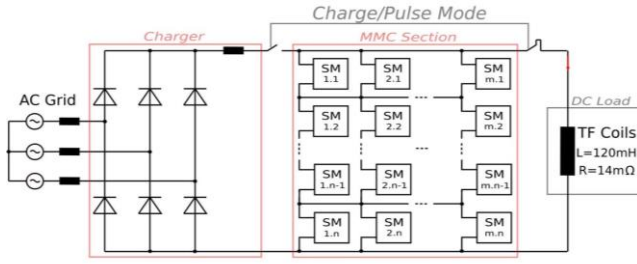 Charge/Pulse Mode
Charger
MMC Section
AC Grid
SM
1.1
SM
2.1
SM
m.1
SM
1.2
SM
2.2
SM
m.2
SM
1.n-1
SM
2.n-1
SM
m.n-1
SM
1.n
SM
2.n
SM
m.n
DC Load
TF Coils
L=120mH
R=14mΩ